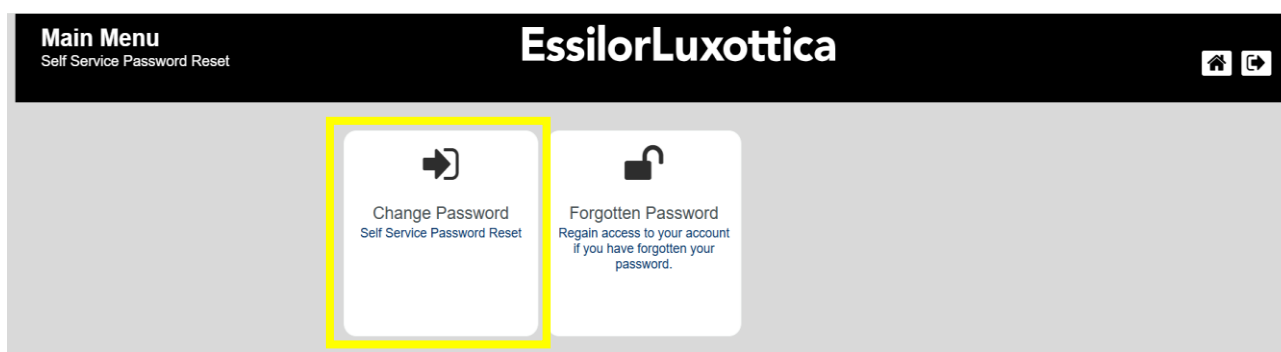 Main Menu
Self Service Password Reset
EssilorLuxottica
Change Password
Self Service Password Reset
Forgotten Password
Regain access to your account
if you have forgotten your
password.